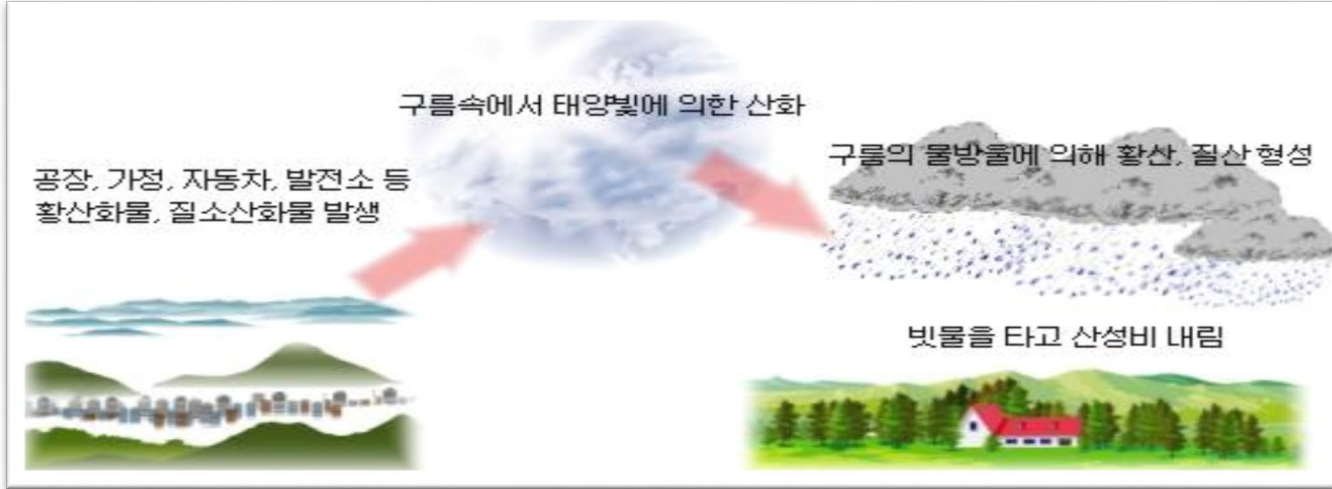 공장, 가정, 자동차, 발전소 등
황산화물, 질소산화물 발생
구름속에서 태양빛에 의한 산화
구름의 물방울에 의해 황산, 질산 형성
빗물을 타고 산성비 내림